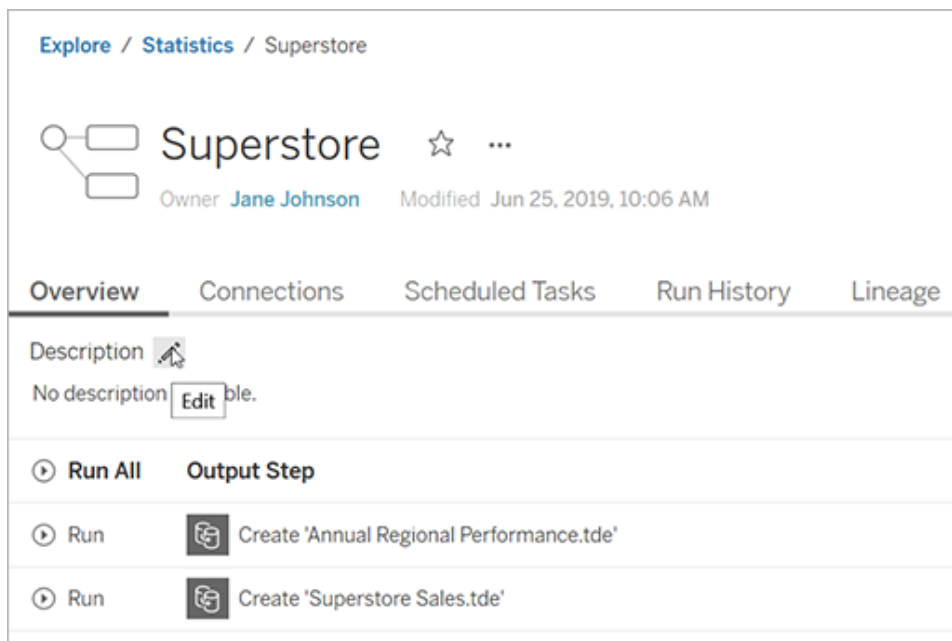 Explore / Statistics / Superstore
Superstore ...
Owner Jane Johnson Modified Jun 25, 2019, 10:06 AM
Overview Connections Scheduled Tasks Run History Lineage
Description
No description ble.
Edit
Run All Output Step
Run Create 'Annual Regional Performance.tde'
Run Create 'Superstore Sales.tde'